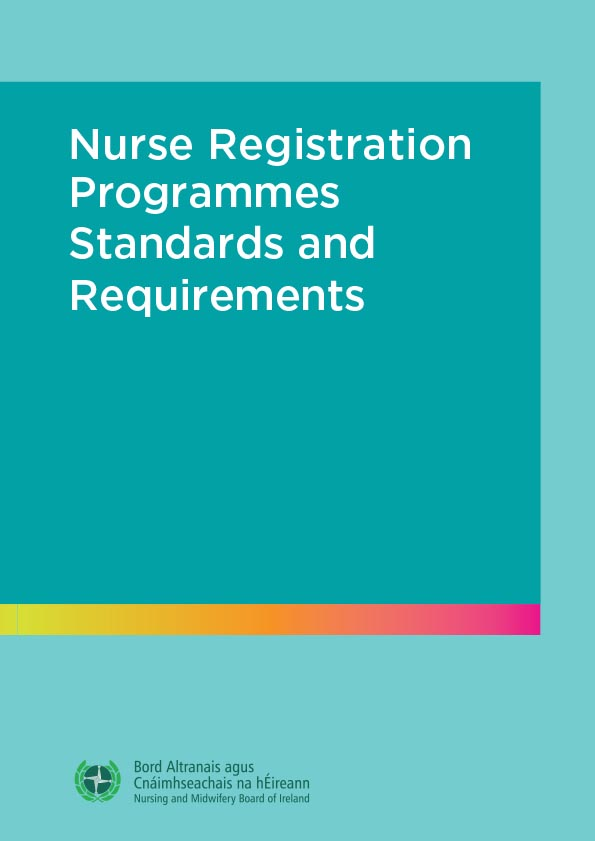 Nurse Registration
Programmes
Standards and
Requirements
Bord Altranais agus
Cnáimhseachais na hÉireann
Nursing and Midwifery Board of Ireland